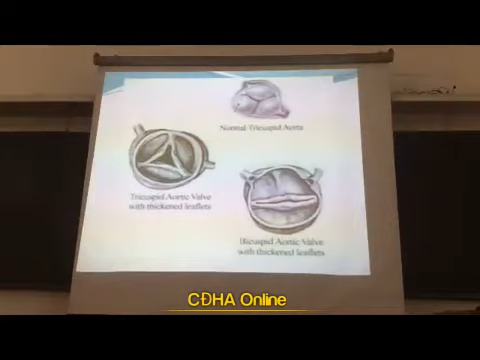 Normal Tricuspid Aorta
Tricuspid Aortic Valve
with thickened leaflets
Bicuspid Aortic Valve
with thickened leaflets
CĐHA Online